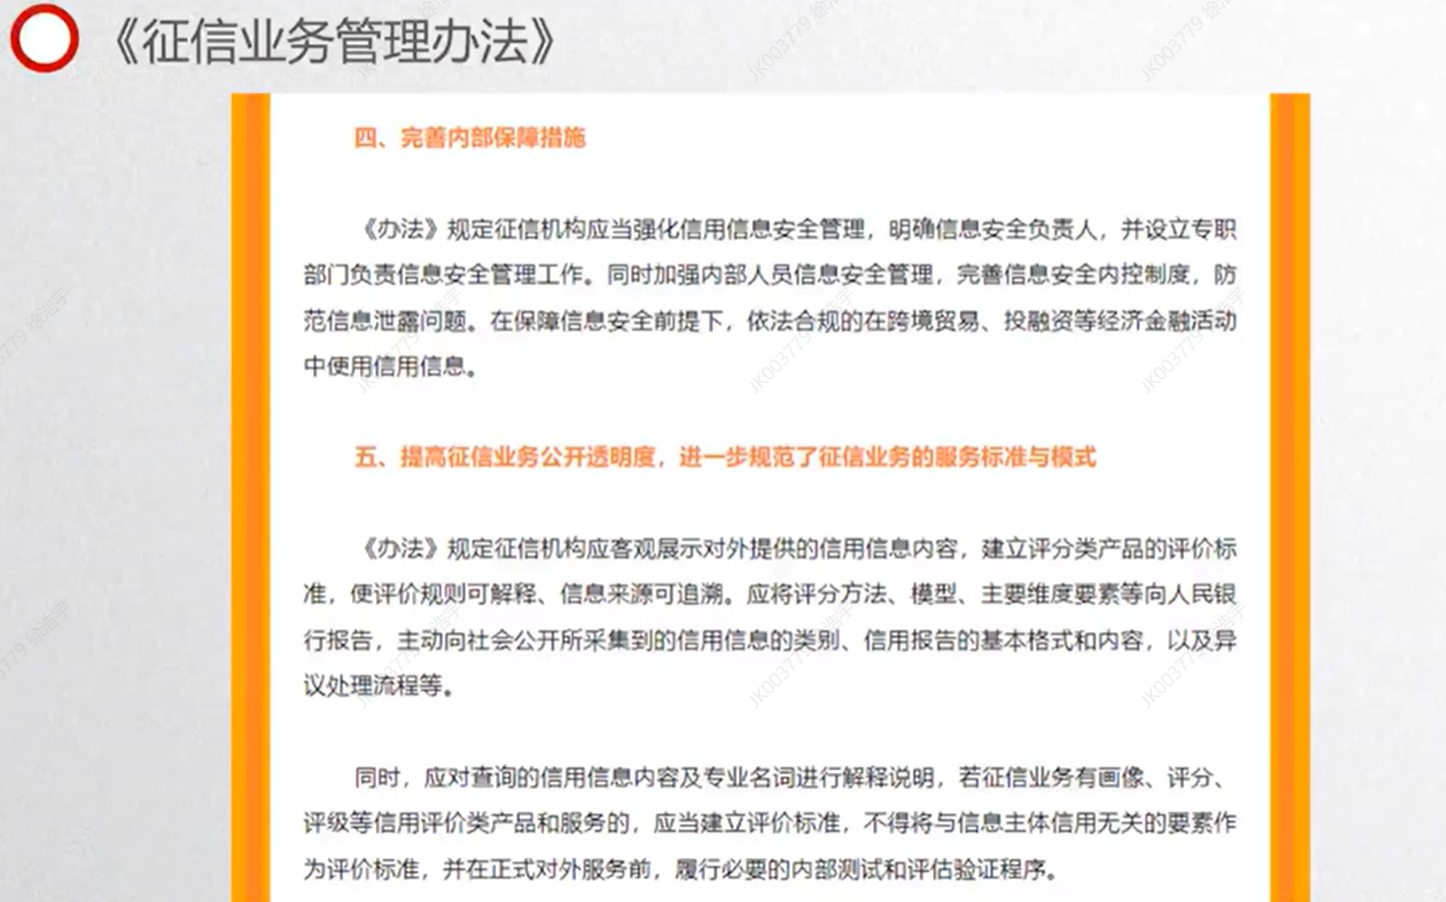 《征信业务管理办法》
四、完善内部保障措施
《办法》规定征信机构应当强化信用信息安全管理，明确信息安全负责人，并设立专职
部门负责信息安全管理工作。同时加强内部人员信息安全管理，完善信息安全内控制度，防
范信息泄露问题。在保障信息安全前提下，依法合规的在跨境贸易、投融资等经济金融活动
中使用信用信息。
五、提高征信业务公开透明度，进一步规范了征信业务的服务标准与模式
《办法》规定征信机构应客观展示对外提供的信用信息内容，建立评分类产品的评价标
准，使评价规则可解释、信息来源可追溯。应将评分方法、模型、主要维度要素等向人民银
行报告，主动向社会公开所采集到的信用信息的类别、信用报告的基本格式和内容，以及异
议处理流程等。
同时，应对查询的信用信息内容及专业名词进行解释说明，若征信业务有画像、评分、
评级等信用评价类产品和服务的，应当建立评价标准，不得将与信息主体信用无关的要素作
为评价标准，并在正式对外服务前，履行必要的内部测试和评估验证程序。
JK003779
JK003779
JK003779
JK003779
JK003779
JK003779
JK003779
JK003779
JK003779